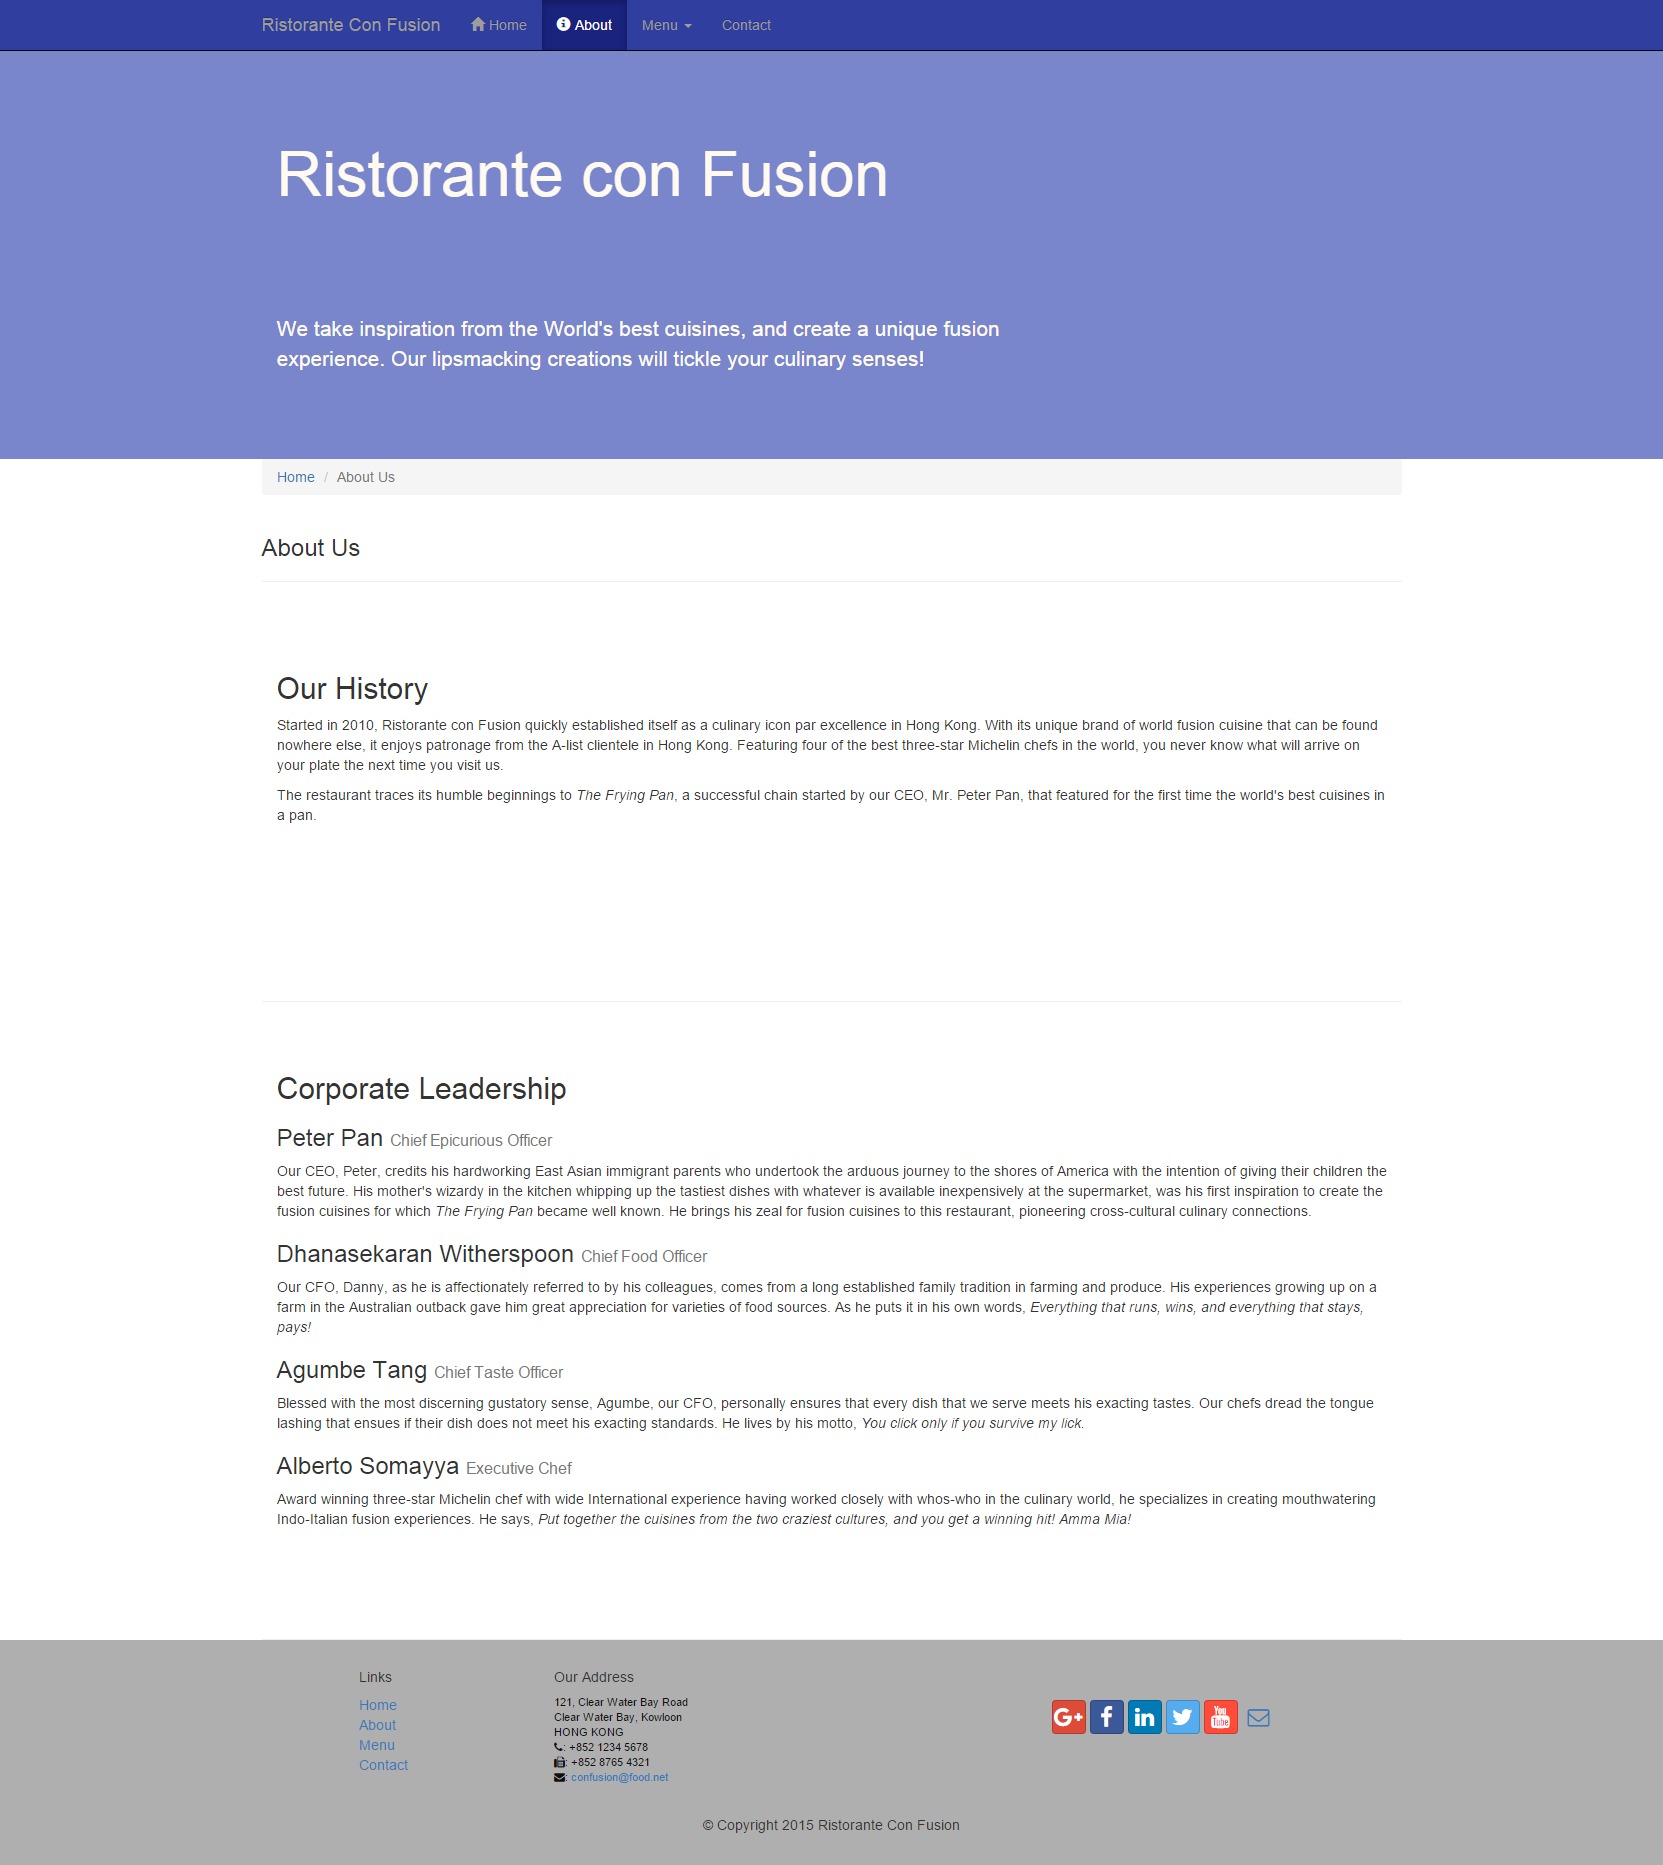 Ristorante Con Fusion Home About Menu Contact
Ristorante con Fusion
We take inspiration from the World's best cuisines, and create a unique fusion
experience. Our lipsmacking creations will tickle your culinary senses!
Home / About Us
About Us
Our History
Started in 2010, Ristorante con Fusion quickly established itself as a culinary icon par excellence in Hong Kong. With its unique brand of world fusion cuisine that can be found
nowhere else, it enjoys patronage from the A-list clientele in Hong Kong. Featuring four of the best three-star Michelin chefs in the world, you never know what will arrive on
your plate the next time you visit us.
The restaurant traces its humble beginnings to The Frying Pan, a successful chain started by our CEO, Mr. Peter Pan, that featured for the first time the world's best cuisines in
a pan.
Corporate Leadership
Peter Pan Chief Epicurious Officer
Our CEO, Peter, credits his hardworking East Asian immigrant parents who undertook the arduous journey to the shores of America with the intention of giving their children the
best future. His mother's wizardy in the kitchen whipping up the tastiest dishes with whatever is available inexpensively at the supermarket, was his first inspiration to create the
fusion cuisines for which The Frying Pan became well known. He brings his zeal for fusion cuisines to this restaurant, pioneering cross-cultural culinary connections.
Dhanasekaran Witherspoon Chief Food Officer
Our CFO, Danny, as he is affectionately referred to by his colleagues, comes from a long established family tradition in farming and produce. His experiences growing up on a
farm in the Australian outback gave him great appreciation for varieties of food sources. As he puts it in his own words, Everything that runs, wins, and everything that stays,
pays!
Agumbe Tang Chief Taste Officer
Blessed with the most discerning gustatory sense, Agumbe, our CFO, personally ensures that every dish that we serve meets his exacting tastes. Our chefs dread the tongue
lashing that ensues if their dish does not meet his exacting standards. He lives by his motto, You click only if you survive my lick.
Alberto Somayya Executive Chef
Award winning three-star Michelin chef with wide International experience having worked closely with whos-who in the culinary world, he specializes in creating mouthwatering
Indo-Italian fusion experiences. He says, Put together the cuisines from the two craziest cultures, and you get a winning hit! Amma Mia!
Links
Home
About
Menu
Contact
Our Address
121, Clear Water Bay Road
Clear Water Bay, Kowloon
HONG KONG
: +852 1234 5678
: +852 8765 4321
: confusion@food.net
G+ f in You Tube
© Copyright 2015 Ristorante Con Fusion